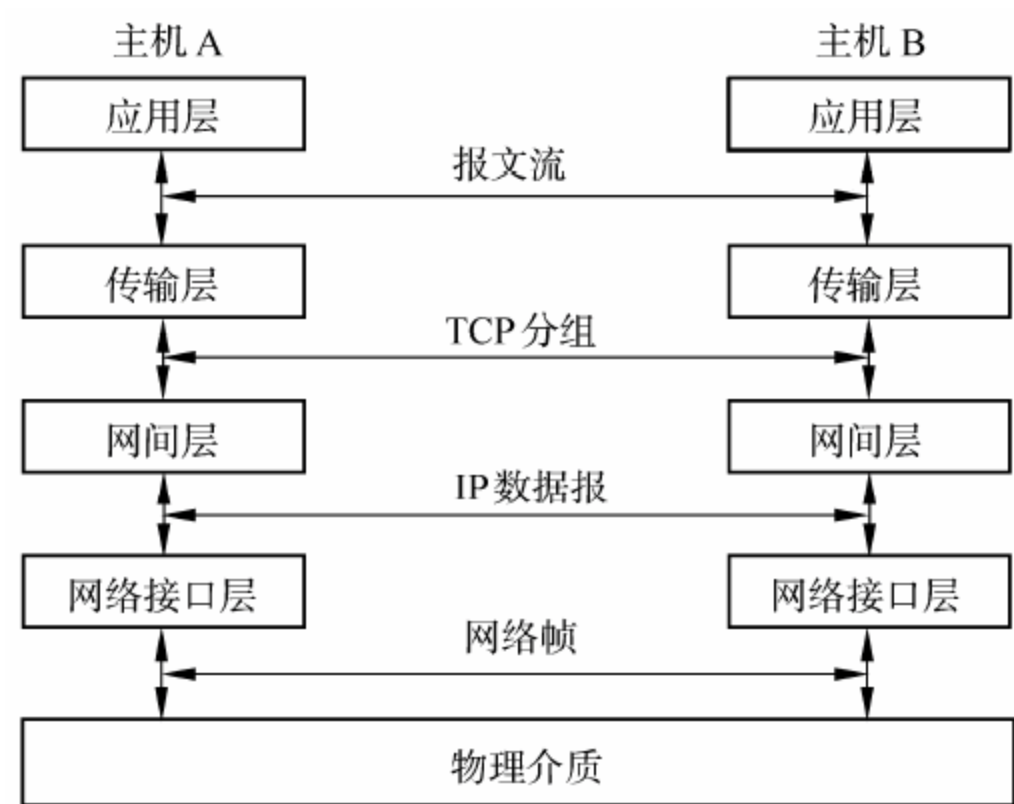 主机 A 主机 B
应用层 应用层
报文流
传输层 传输层
TCP 分组
网间层 网间层
IP 数据报
网络接口层 网络接口层
网络帧
物理介质